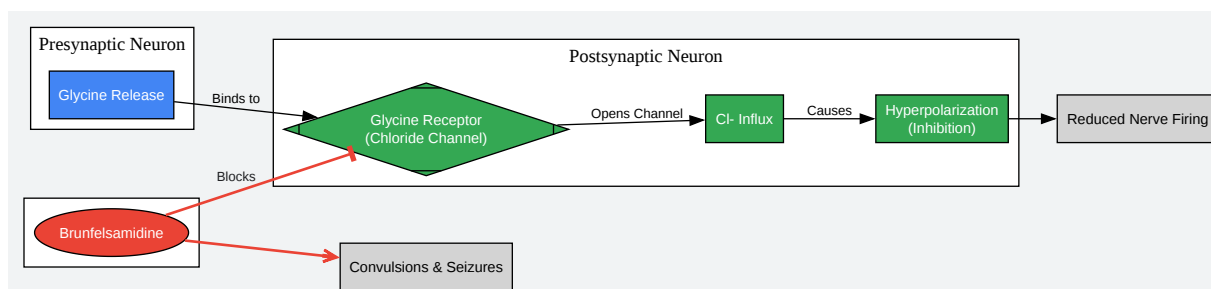 Presynaptic Neuron
Glycine Release
Binds to
Postsynaptic Neuron
Glycine Receptor
(Chloride Channel)
Opens Channel
Cl- Influx
Causes
Hyperpolarization
(Inhibition)
Reduced Nerve Firing
Blocks
Brunfelsamidine
Convulsions & Seizures